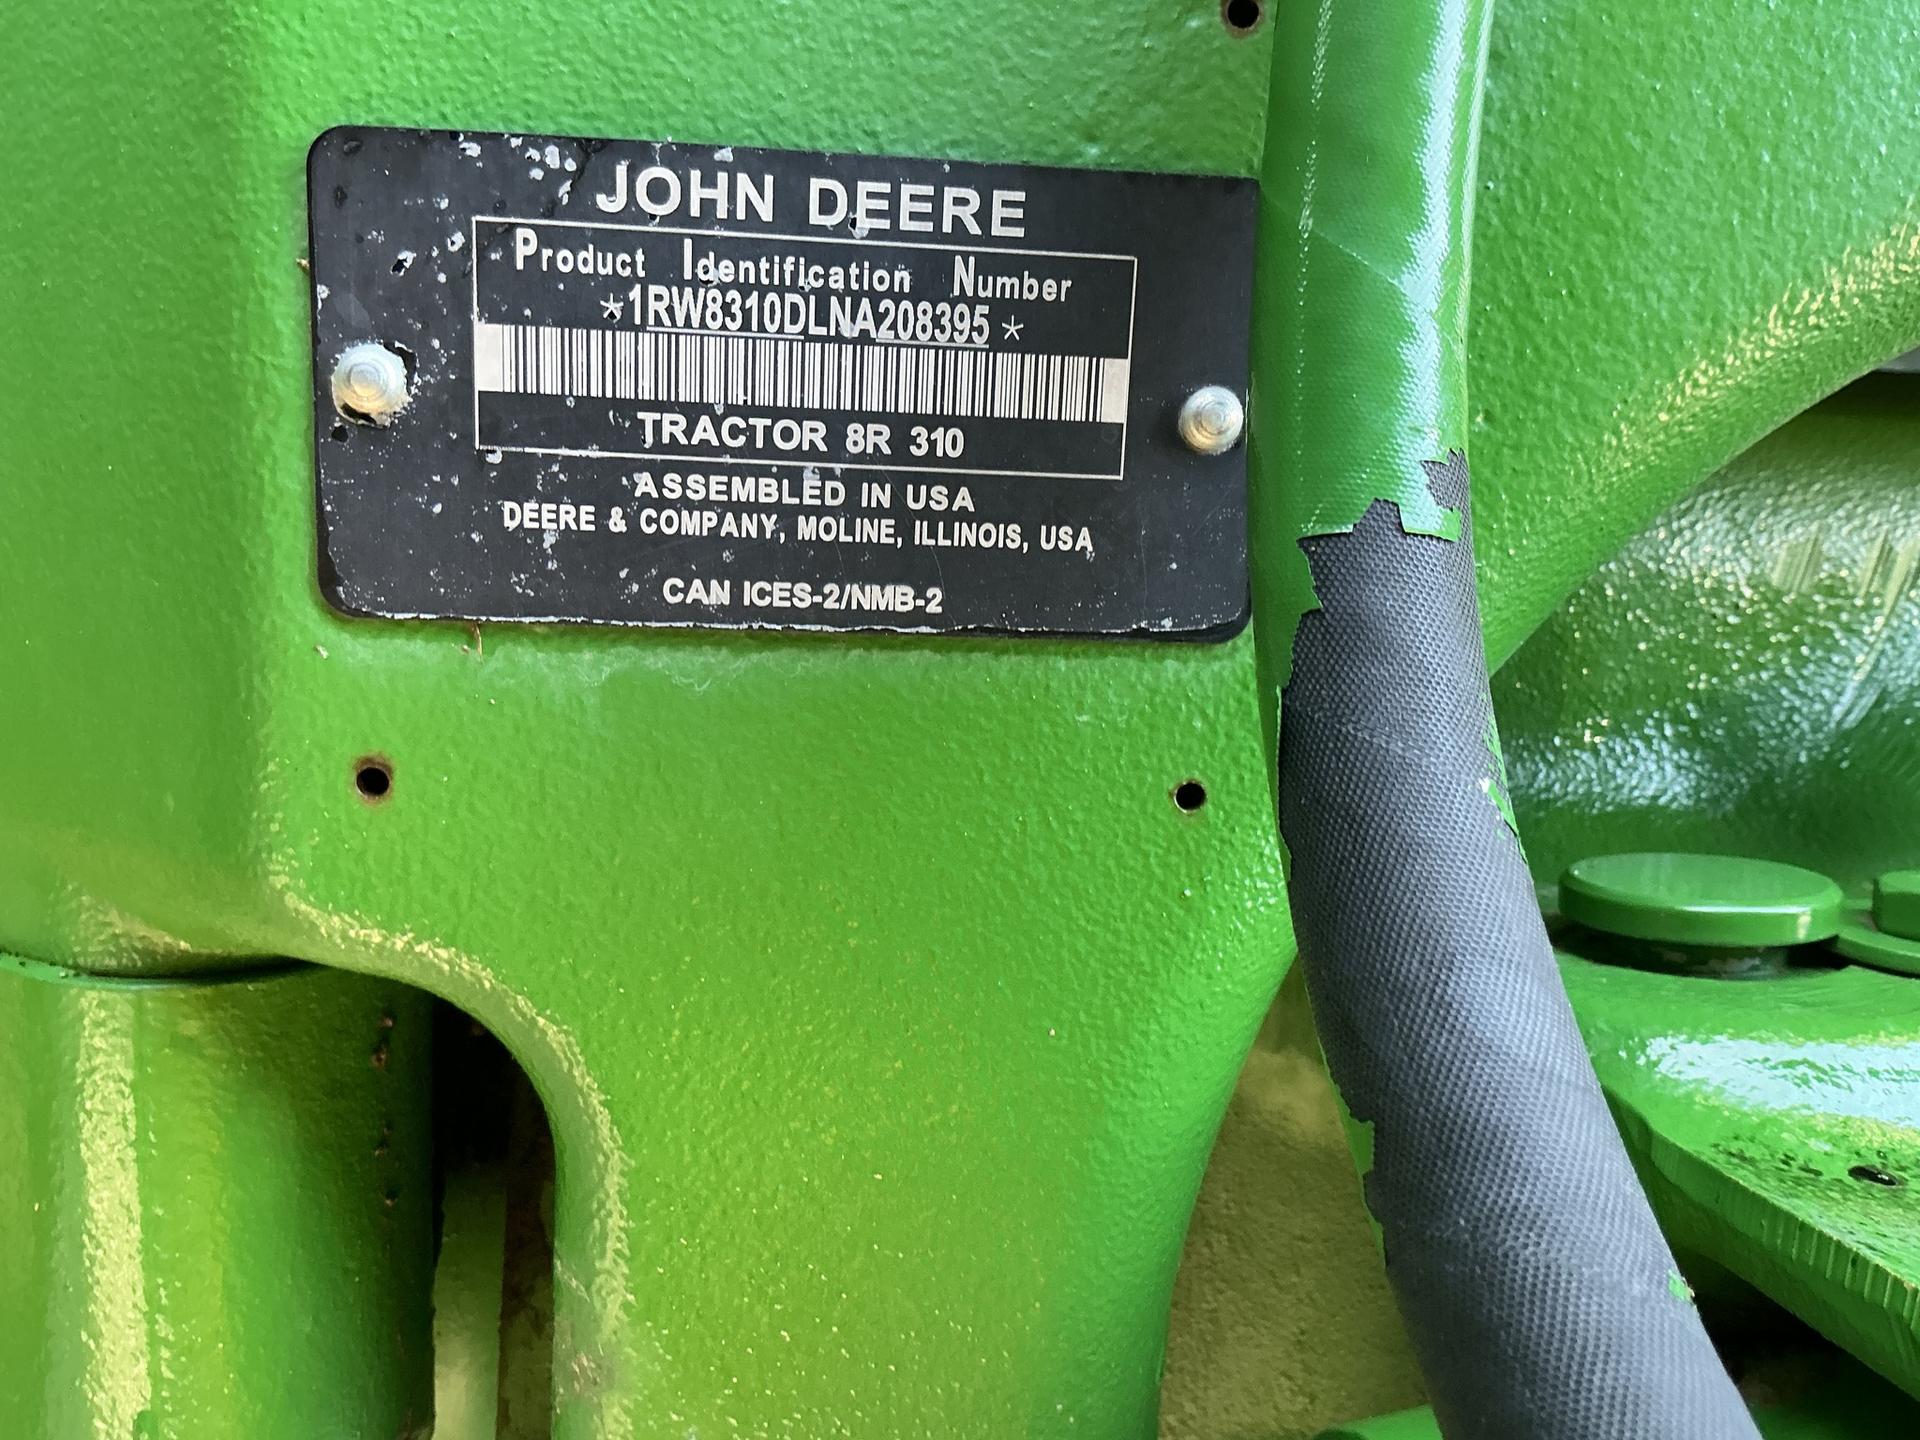 JOHN DEERE
Product Identification Number
*1RW8310DLNA208395*
TRACTOR 8R 310
ASSEMBLED IN USA
DEERE & COMPANY, MOLINE, ILLINOIS, USA
CAN ICES-2/NMB-2